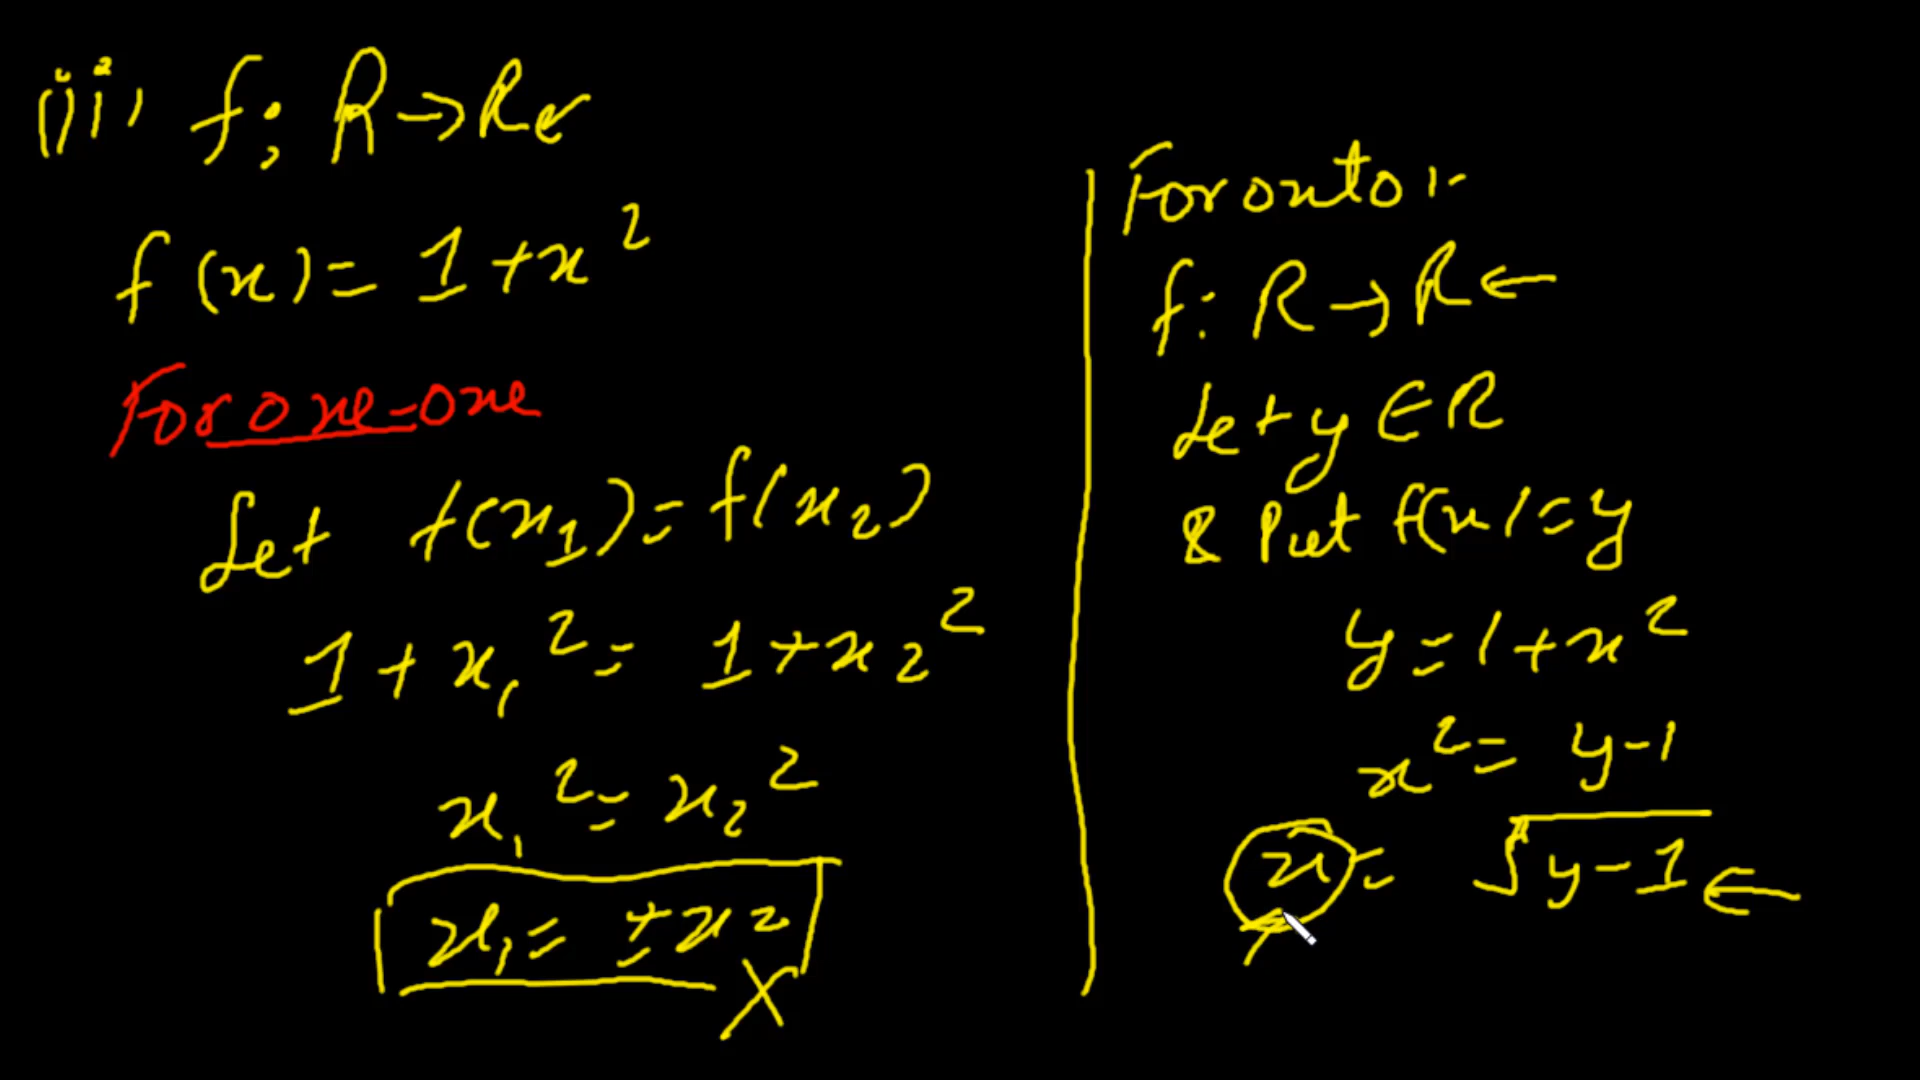 (ii) f: R→R
f(x) = 1+x²
For one-one
Let f(x₁) = f(x₂)
1 + x₁² = 1+x₂²
x₁² = x₂²
x₁ = ±x₂ X
For onto :-
f: R → R ←
Let y ∈ R
& Put f(x) = y
y = 1+x²
x² = y-1
x = √y-1 ←